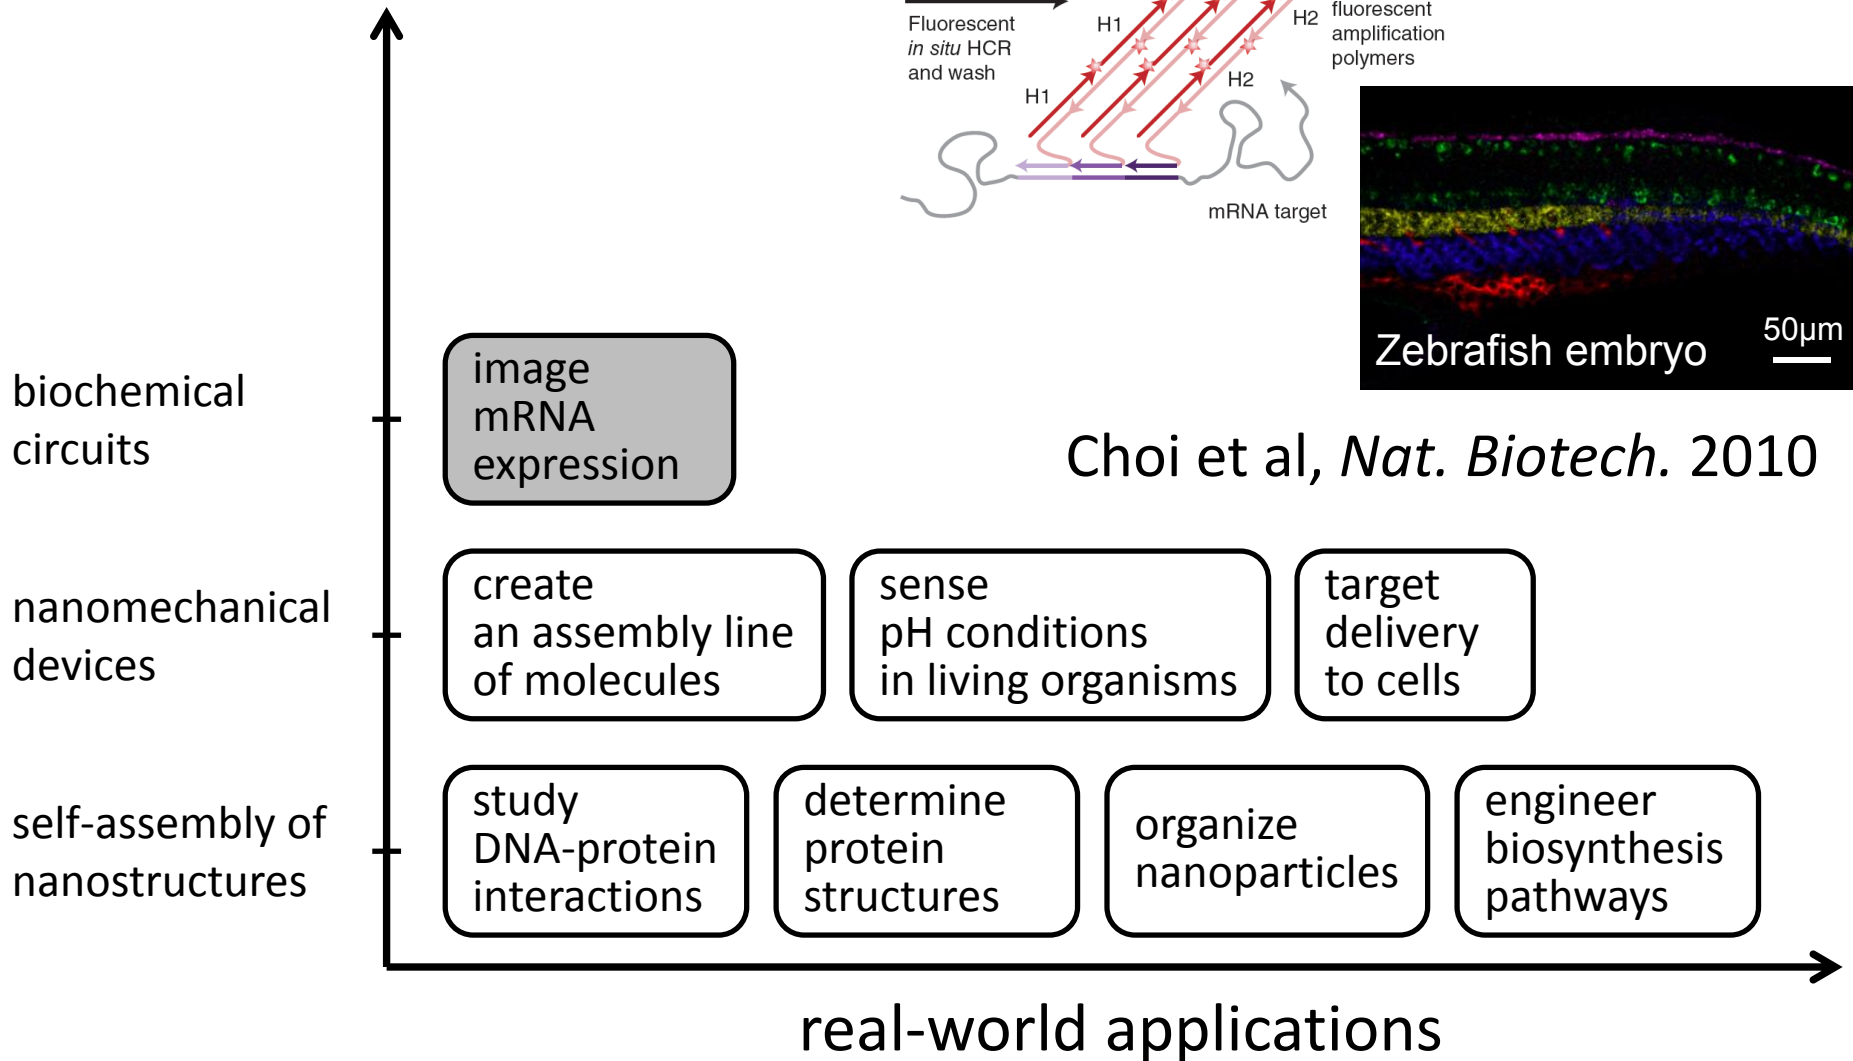 Fluorescent
in situ HCR
and wash
H1
H2
fluorescent
amplification
polymers
H1
H2
mRNA target
Zebrafish embryo
50µm
Choi et al, Nat. Biotech. 2010
biochemical
circuits
image
mRNA
expression
nanomechanical
devices
create
an assembly line
of molecules
sense
pH conditions
in living organisms
target
delivery
to cells
self-assembly of
nanostructures
study
DNA-protein
interactions
determine
protein
structures
organize
nanoparticles
engineer
biosynthesis
pathways
real-world applications